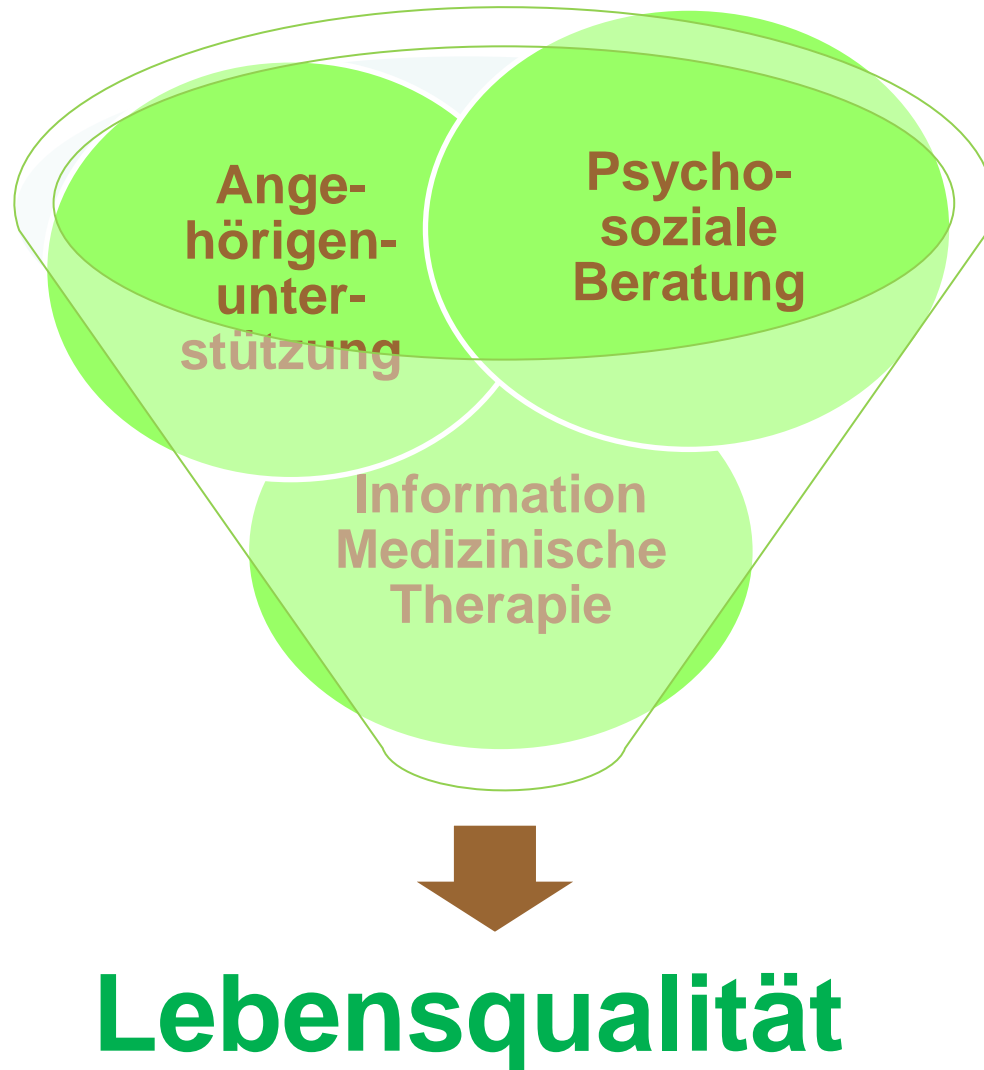 Ange-
hörigen-
unter-
stützung
Psycho-
soziale
Beratung
Information
Medizinische
Therapie
Lebensqualität